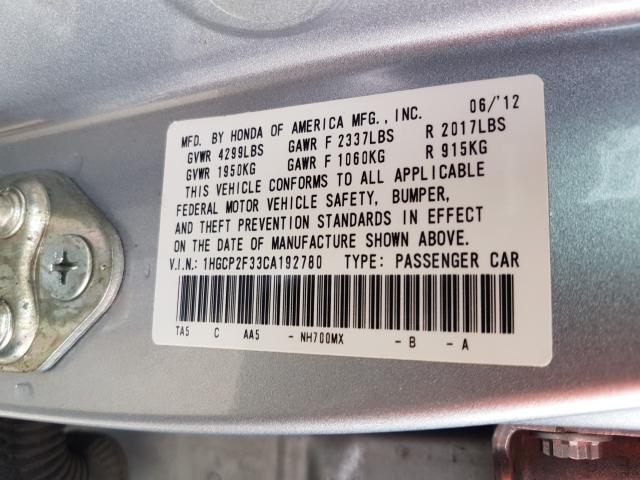 MFD. BY HONDA OF AMERICA MFG., INC. 06/'12
GVWR 4299LBS GAWR F 2337LBS R 2017LBS
GVWR 1950KG GAWR F 1060KG R 915KG
THIS VEHICLE CONFORMS TO ALL APPLICABLE
FEDERAL MOTOR VEHICLE SAFETY, BUMPER,
AND THEFT PREVENTION STANDARDS IN EFFECT
ON THE DATE OF MANUFACTURE SHOWN ABOVE.
V.I.N.: 1HGCP2F33CA192780 TYPE: PASSENGER CAR
TA5 C AA5 - NH700MX - B - A